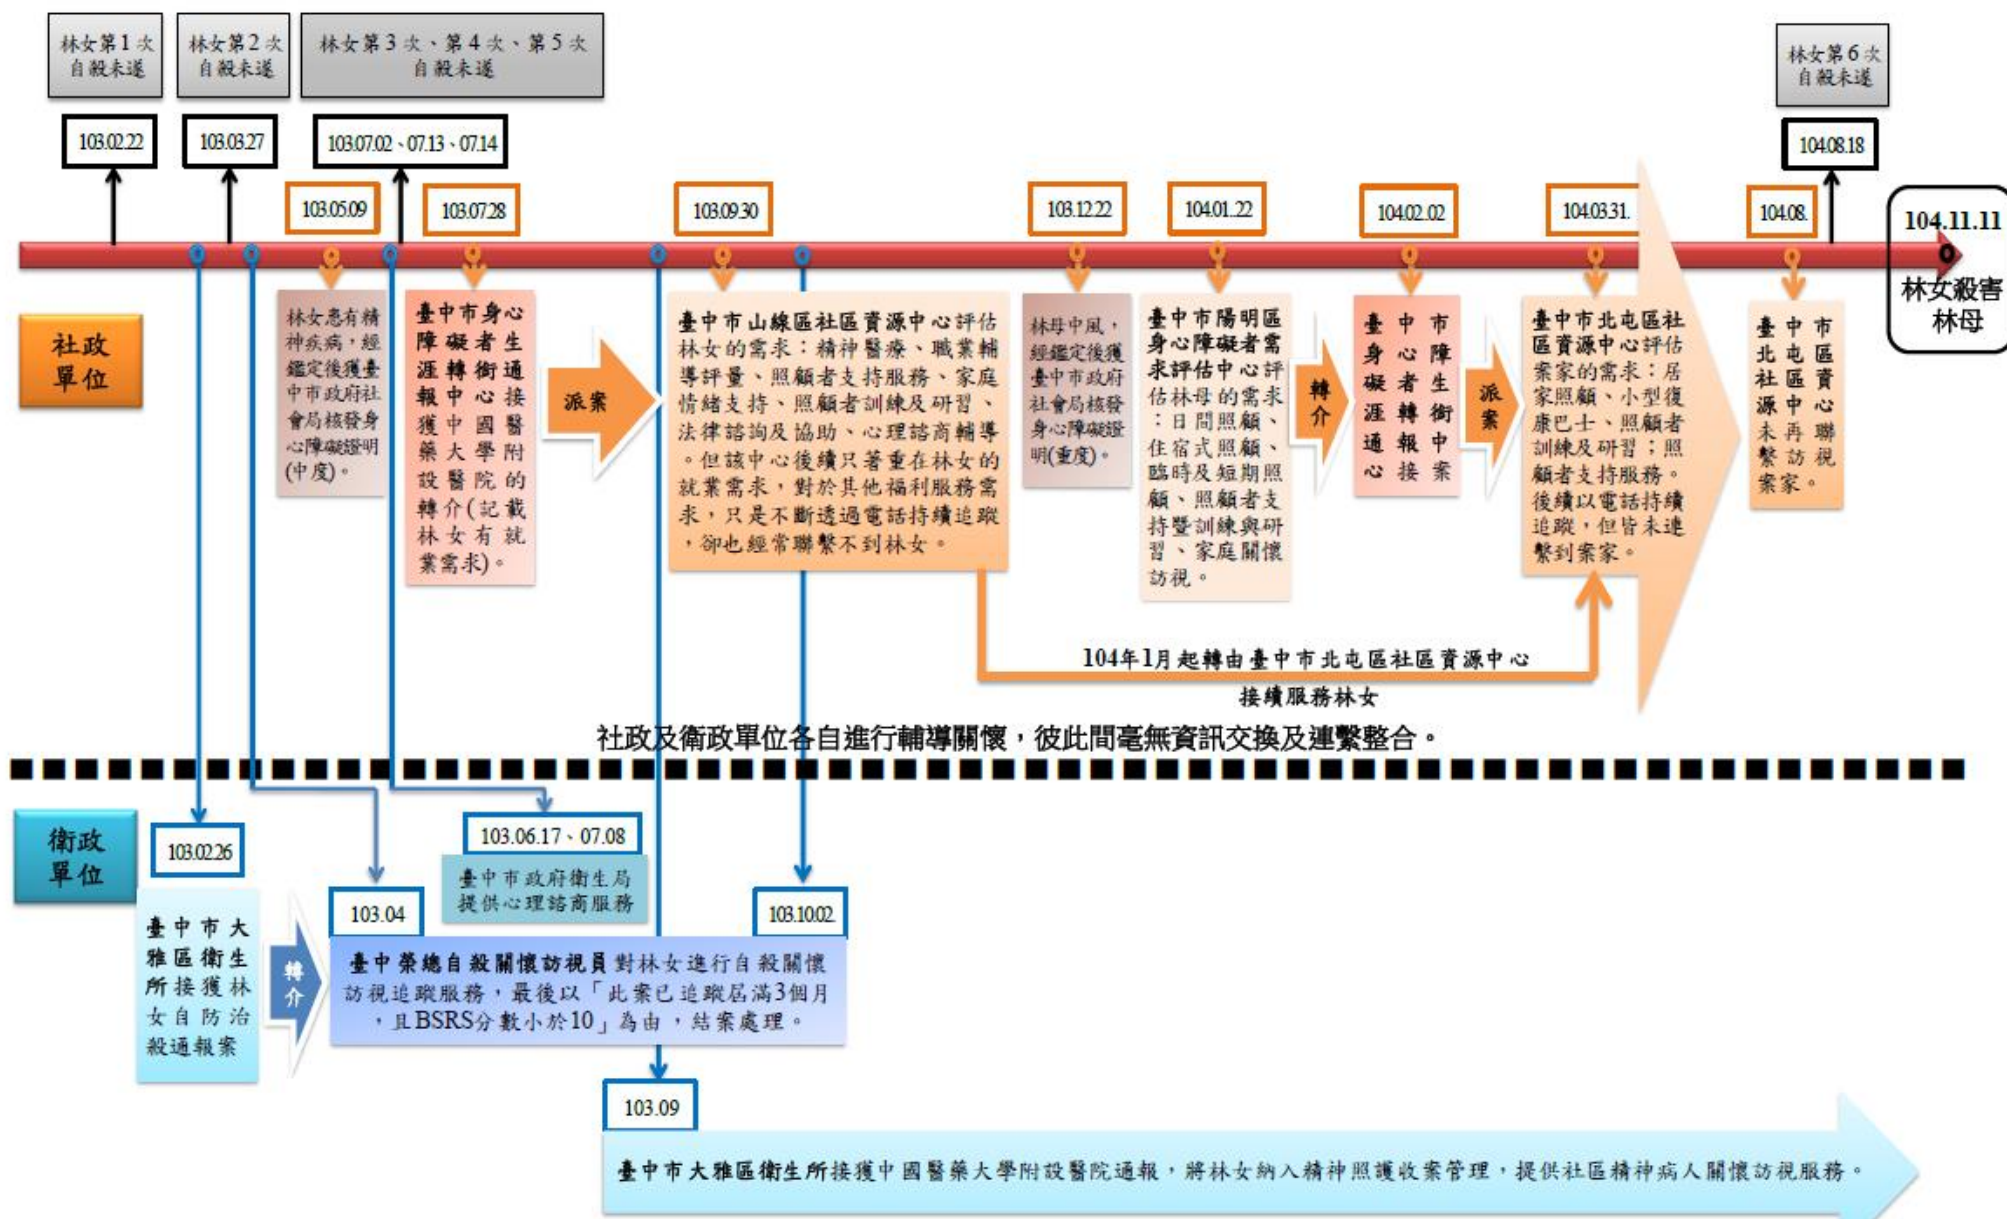 林女第1次
自殺未遂
林女第2次
自殺未遂
林女第3次、第4次、第5次
自殺未遂
林女第6次
自殺未遂
103.02.22
103.03.27
103.07.02、07.13、07.14
104.08.18
103.05.09
103.07.28
103.09.30
103.12.22
104.01.22
104.02.02
104.03.31.
104.08.
104.11.11
林女殺害
林母
社政
單位
林女患有精
神疾病，經
鑑定後獲臺
中市政府社
會局核發身
心障礙證明
(中度)。
臺中市身心
障礙者生
涯轉銜通
報中心接
獲中國醫
藥大學附
設醫院的
轉介(記載
林女有就
業需求)。
派案
臺中市山線區社區資源中心評估
林女的需求：精神醫療、職業輔
導評量、照顧者支持服務、家庭
情緒支持、照顧者訓練及研習、
法律諮詢及協助、心理諮商輔導
。但該中心後續只著重在林女的
就業需求，對於其他福利服務需
求，只是不斷透過電話持續追蹤
，卻也經常聯繫不到林女。
林母中風，
經鑑定後獲
臺中市政府
社會局核發
身心障礙證
明(重度)。
臺中市陽明區
身心障礙者需
求評估中心評
估林母的需求
：日間照顧、
住宿式照顧、
臨時及短期照
顧、照顧者支
持暨訓練與研
習、家庭關懷
訪視。
轉
介
臺中市
身心障
礙者生
涯轉銜
通報中
心接案
派
案
臺中市北屯區社
區資源中心評估
案家的需求：居
家照顧、小型復
康巴士、照顧者
訓練及研習；照
顧者支持服務。
後續以電話持續
追蹤，但皆未連
繫到案家。
臺中市
北屯區
社區資
源中心
未再聯
繫訪視
案家。
104年1月起轉由臺中市北屯區社區資源中心
接續服務林女
社政及衛政單位各自進行輔導關懷，彼此間毫無資訊交換及連繫整合。
衛政
單位
103.02.26
103.06.17、07.08
臺中市政府衛生局
提供心理諮商服務
103.04
103.10.02.
臺中市大
雅區衛生
所接獲林
女自防治
殺通報案
轉
介
臺中榮總自殺關懷訪視員對林女進行自殺關懷
訪視追蹤服務，最後以「此案已追蹤屆滿3個月
，且BSRS分數小於10」為由，結案處理。
103.09
臺中市大雅區衛生所接獲中國醫藥大學附設醫院通報，將林女納入精神照護收案管理，提供社區精神病人關懷訪視服務。